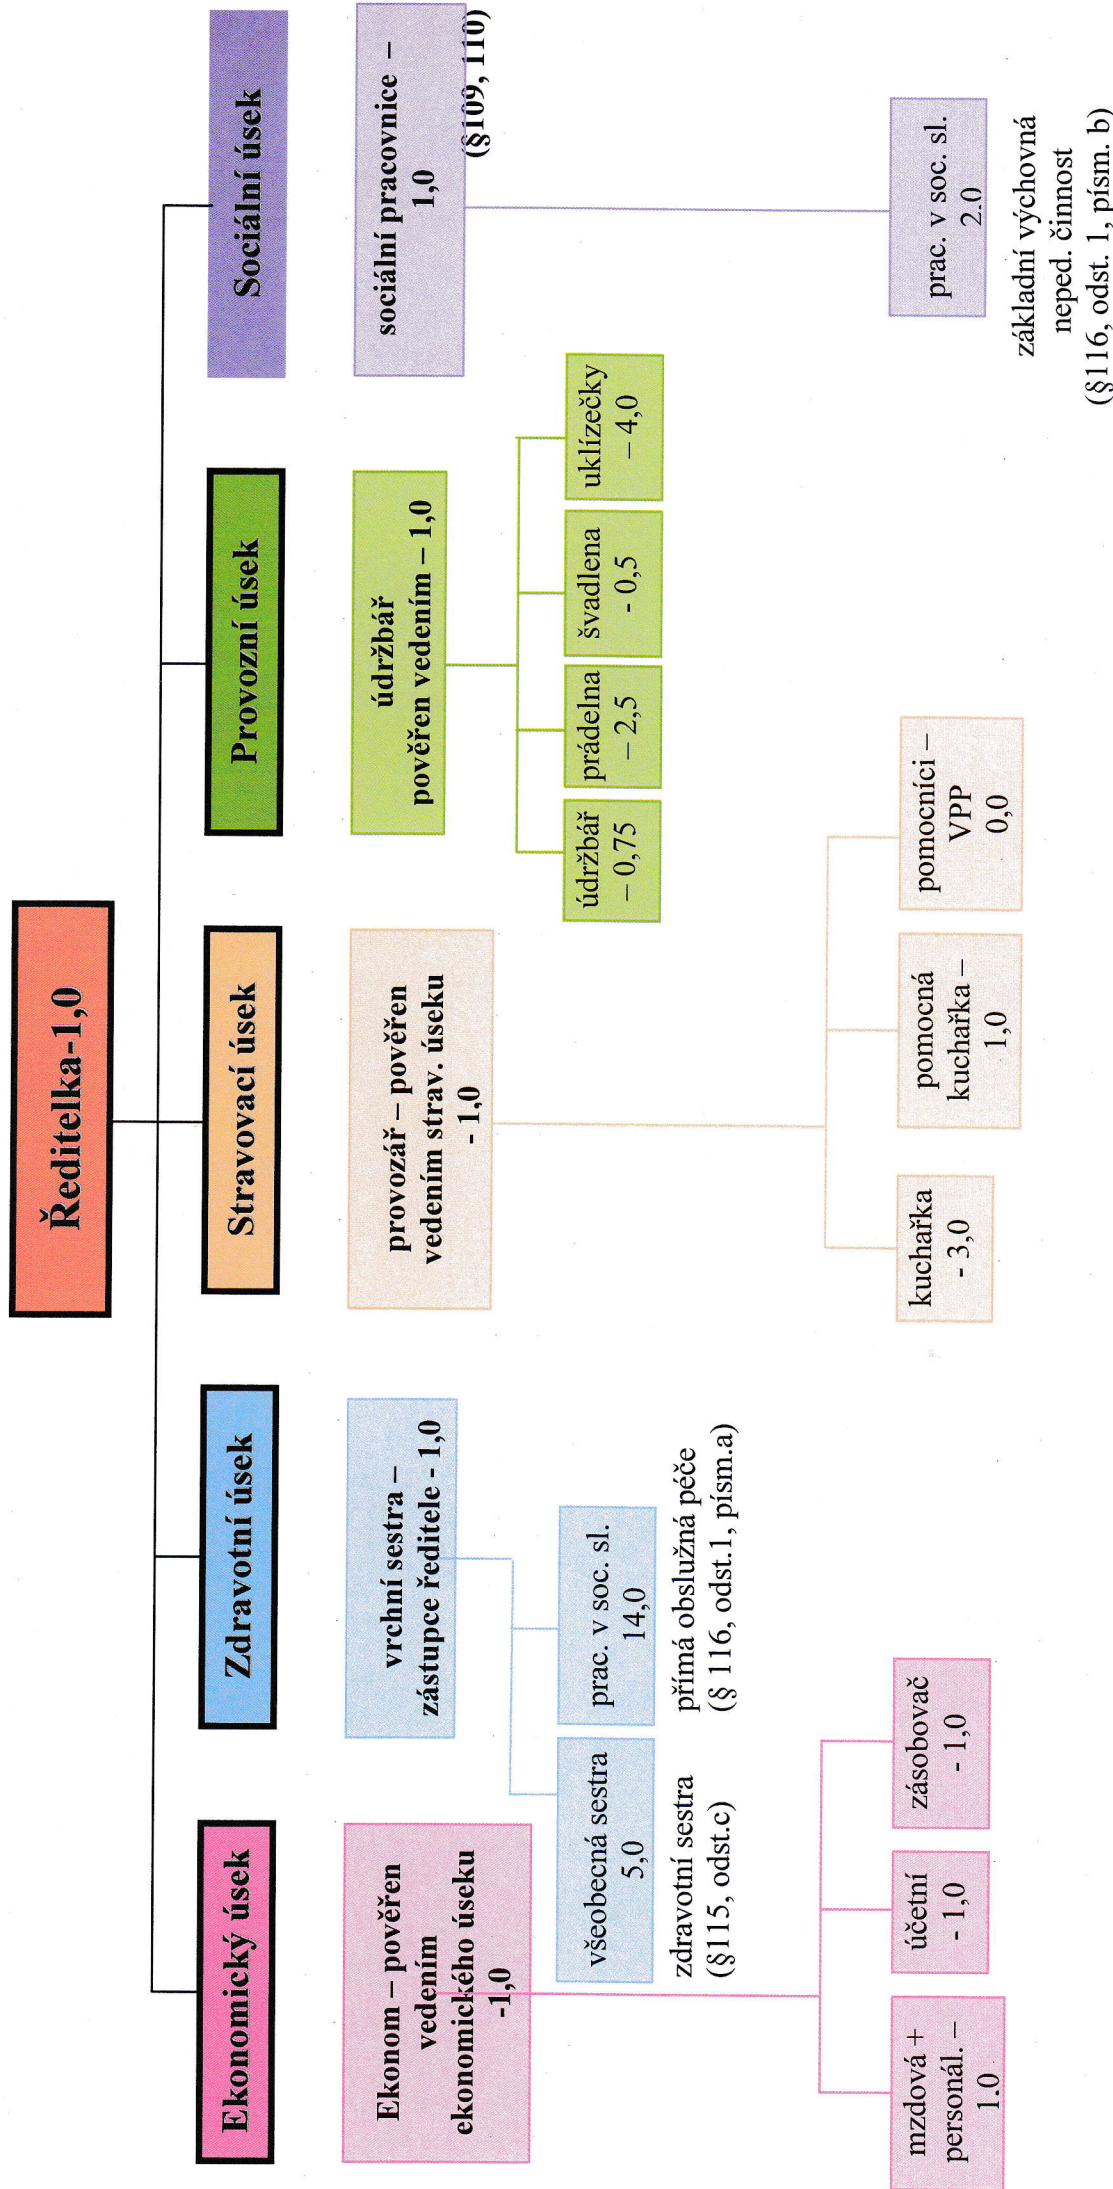 Ředitelka-1,0
Ekonomický úsek
Zdravotní úsek
Stravovací úsek
Provozní úsek
Sociální úsek
Ekonom – pověřen
vedením
ekonomického úseku
-1,0
vrchní sestra –
zástupce ředitele - 1,0
provozář – pověřen
vedením strav. úseku
- 1,0
údržbář
pověřen vedením – 1,0
sociální pracovnice –
1,0
(§109, 110)
všeobecná sestra
5,0
zdravotní sestra
(§115, odst.c)
prac. v soc. sl.
14,0
přímá obslužná péče
(§ 116, odst.1, písm.a)
údržbář
– 0,75
prádelna
– 2,5
švadlena
- 0,5
uklízečky
– 4,0
mzdová +
personál. –
1.0
účetní
- 1,0
zásobovač
- 1,0
kuchařka
- 3,0
pomocná
kuchařka –
1,0
pomocníci –
VPP
0,0
prac. v soc. sl.
2.0
základní výchovná
neped. činnost
(§116, odst. 1, písm. b)